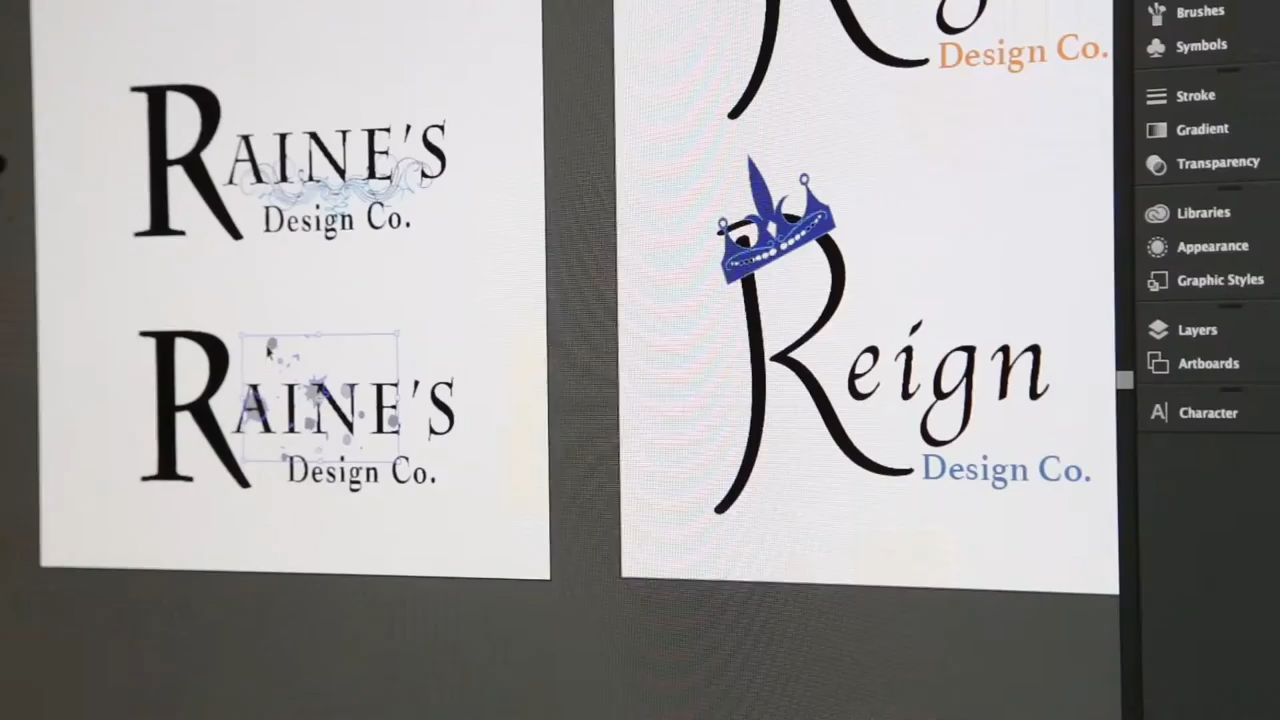 RAINE'S
Design Co.
RAINE'S
Design Co.
Design Co.
Reign
Design Co.
Brushes
Symbols
Stroke
Gradient
Transparency
Libraries
Appearance
Graphic Styles
Layers
Artboards
A Character